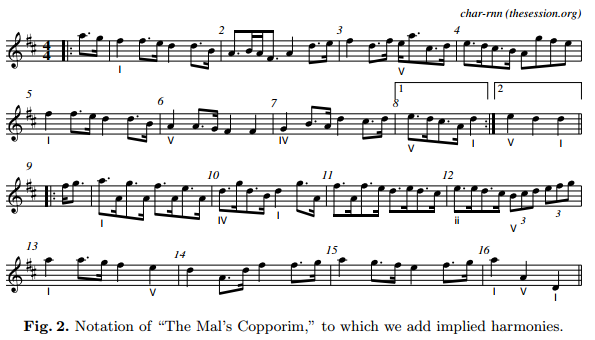 char-rnn (thesession.org)
2 3 4
4
4
I V
1 2
5 6 7 8
I V IV V I V I
9 10 11 12
3 3
I IV I ii V
13 14 15 16
I V I V I
Fig. 2. Notation of “The Mal’s Copporim,” to which we add implied harmonies.